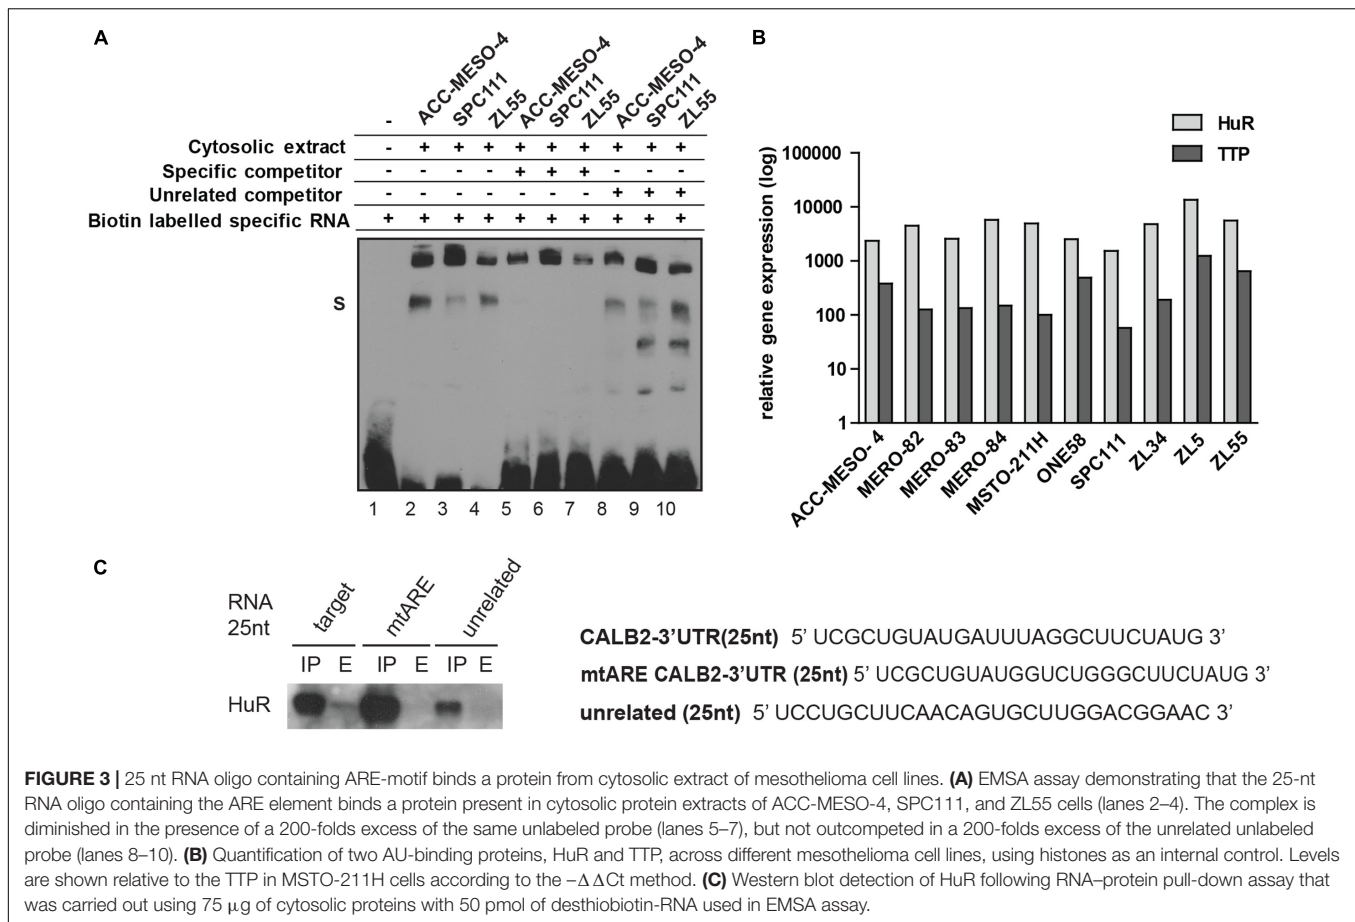 A
- ACC-MESO-4 SPC111 ZL55 ACC-MESO-4 SPC111 ZL55 ACC-MESO-4 SPC111 ZL55
Cytosolic extract - + + + + + + + + +
Specific competitor - - - - + + + - - -
Unrelated competitor - - - - - - - + + +
Biotin labelled specific RNA + + + + + + + + + +
S
1 2 3 4 5 6 7 8 9 10
B
HuR
TTP
relative gene expression (log)
100000
10000
1000
100
10
1
ACC-MESO- 4 MERO-82 MERO-83 MERO-84 MSTO-211H ONE58 SPC111 ZL34 ZL5 ZL55
C
RNA
25nt
target mtARE unrelated
IP E IP E IP E
HuR
CALB2-3'UTR(25nt) 5' UCGCUGUAUGAUUUAGGCUUCUAUG 3'
mtARE CALB2-3'UTR (25nt) 5' UCGCUGUAUGGUCUGGGCUUCUAUG 3'
unrelated (25nt) 5' UCCUGCUUCAACAGUGCUUGGACGGAAC 3'
FIGURE 3 | 25 nt RNA oligo containing ARE-motif binds a protein from cytosolic extract of mesothelioma cell lines. (A) EMSA assay demonstrating that the 25-nt
RNA oligo containing the ARE element binds a protein present in cytosolic protein extracts of ACC-MESO-4, SPC111, and ZL55 cells (lanes 2–4). The complex is
diminished in the presence of a 200-folds excess of the same unlabeled probe (lanes 5–7), but not outcompeted in a 200-folds excess of the unrelated unlabeled
probe (lanes 8–10). (B) Quantification of two AU-binding proteins, HuR and TTP, across different mesothelioma cell lines, using histones as an internal control. Levels
are shown relative to the TTP in MSTO-211H cells according to the –ΔΔCt method. (C) Western blot detection of HuR following RNA–protein pull-down assay that
was carried out using 75 μg of cytosolic proteins with 50 pmol of desthiobiotin-RNA used in EMSA assay.